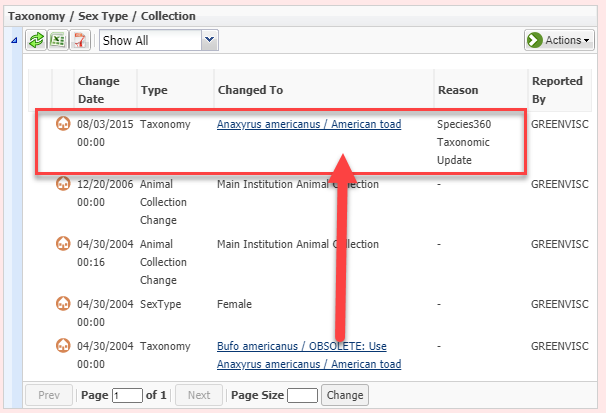 Taxonomy / Sex Type / Collection
Show All
Actions
Change Date Type Changed To Reason Reported By
08/03/2015 00:00 Taxonomy Anaxyrus americanus / American toad Species360 Taxonomic Update GREENVISC
12/20/2006 00:00 Animal Collection Change Main Institution Animal Collection - GREENVISC
04/30/2004 00:16 Animal Collection Change Main Institution Animal Collection - GREENVISC
04/30/2004 00:00 SexType Female - GREENVISC
04/30/2004 00:00 Taxonomy Bufo americanus / OBSOLETE: Use Anaxyrus americanus / American toad - GREENVISC
Prev Page 1 of 1 Next Page Size Change